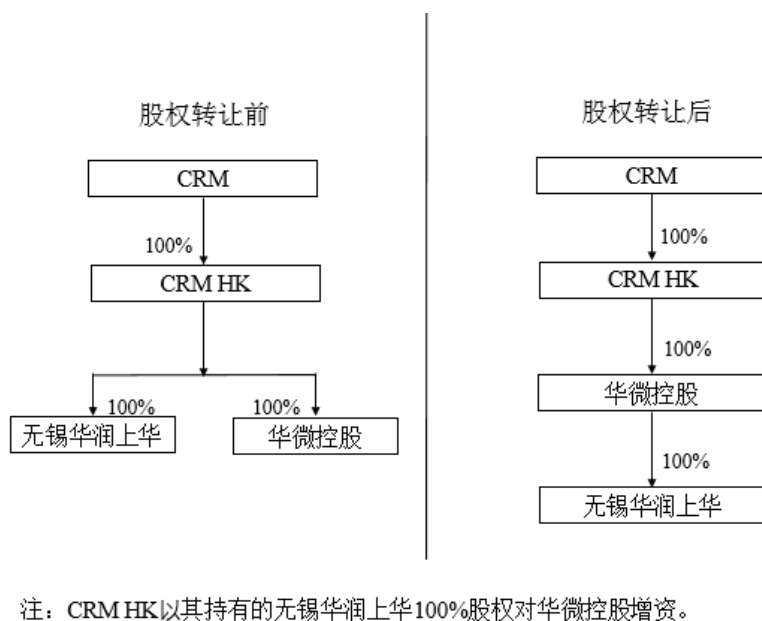 股权转让前
CRM
100%
CRM HK
100%
100%
无锡华润上华
华微控股
股权转让后
CRM
100%
CRM HK
100%
华微控股
100%
无锡华润上华
注：CRM HK以其持有的无锡华润上华100%股权对华微控股增资。